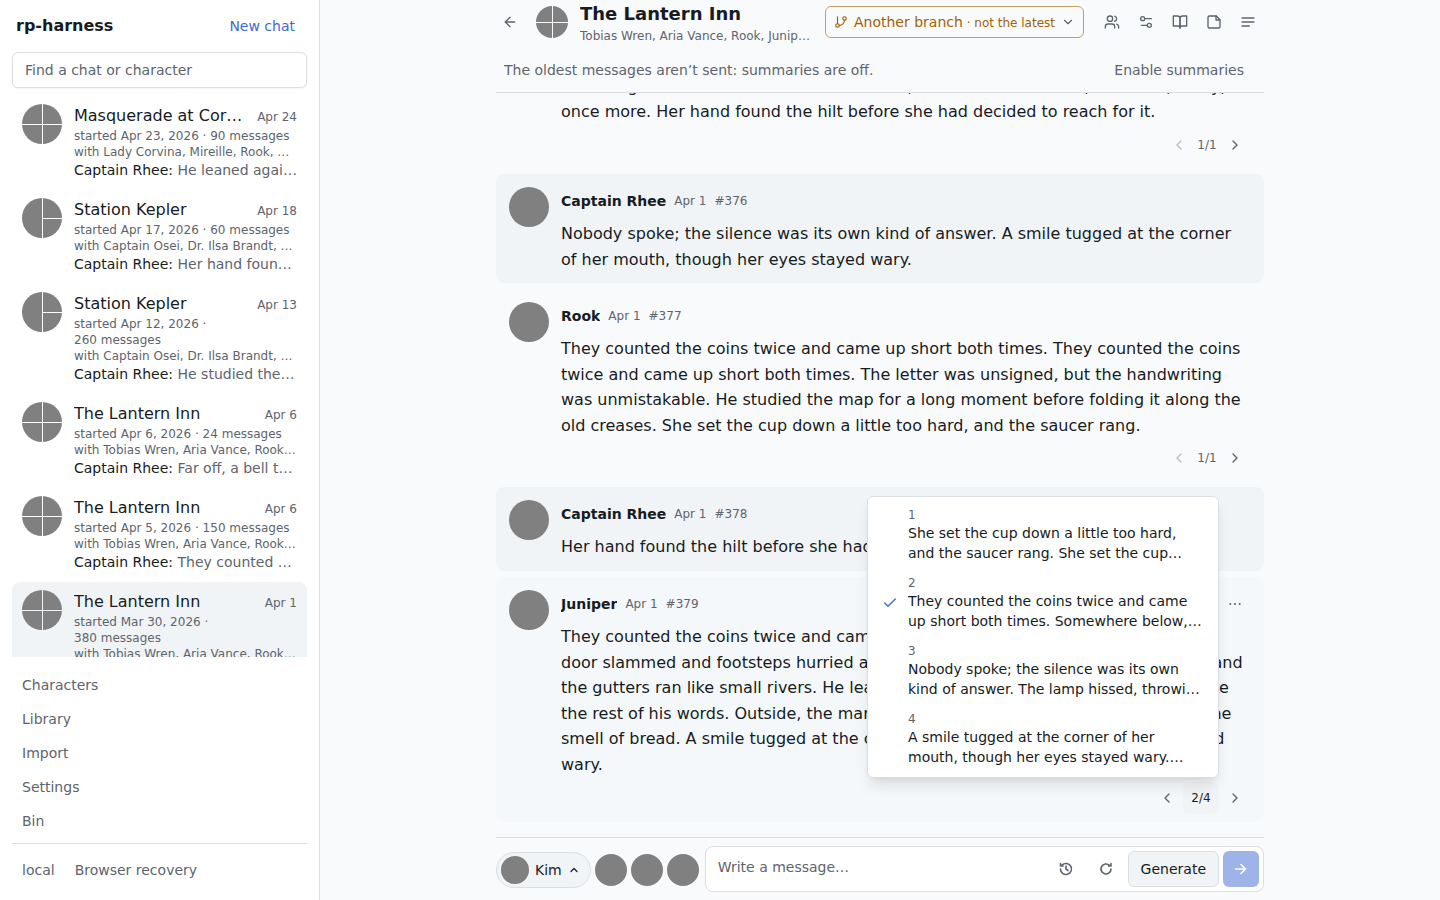 rp-harness
New chat
Find a chat or character
Masquerade at Cor… Apr 24
started Apr 23, 2026 · 90 messages
with Lady Corvina, Mireille, Rook, …
Captain Rhee: He leaned agai…
Station Kepler Apr 18
started Apr 17, 2026 · 60 messages
with Captain Osei, Dr. Ilsa Brandt, …
Captain Rhee: Her hand foun…
Station Kepler Apr 13
started Apr 12, 2026 ·
260 messages
with Captain Osei, Dr. Ilsa Brandt, …
Captain Rhee: He studied the…
The Lantern Inn Apr 6
started Apr 6, 2026 · 24 messages
with Tobias Wren, Aria Vance, Rook…
Captain Rhee: Far off, a bell t…
The Lantern Inn Apr 6
started Apr 5, 2026 · 150 messages
with Tobias Wren, Aria Vance, Rook…
Captain Rhee: They counted …
The Lantern Inn Apr 1
started Mar 30, 2026 ·
380 messages
with Tobias Wren, Aria Vance, Rook…
Characters
Library
Import
Settings
Bin
local Browser recovery
The Lantern Inn
Tobias Wren, Aria Vance, Rook, Junip…
Another branch · not the latest
The oldest messages aren’t sent: summaries are off. Enable summaries
once more. Her hand found the hilt before she had decided to reach for it.
1/1
Captain Rhee Apr 1 #376
Nobody spoke; the silence was its own kind of answer. A smile tugged at the corner
of her mouth, though her eyes stayed wary.
Rook Apr 1 #377
They counted the coins twice and came up short both times. They counted the coins
twice and came up short both times. The letter was unsigned, but the handwriting
was unmistakable. He studied the map for a long moment before folding it along the
old creases. She set the cup down a little too hard, and the saucer rang.
1/1
Captain Rhee Apr 1 #378
Her hand found the hilt before she had
Juniper Apr 1 #379
They counted the coins twice and cam
door slammed and footsteps hurried a
and
the gutters ran like small rivers. He lea
e
the rest of his words. Outside, the mar
he
smell of bread. A smile tugged at the c
d
wary.
1
She set the cup down a little too hard,
and the saucer rang. She set the cup…
2
They counted the coins twice and came
up short both times. Somewhere below,…
3
Nobody spoke; the silence was its own
kind of answer. The lamp hissed, throwi…
4
A smile tugged at the corner of her
mouth, though her eyes stayed wary.…
2/4
Kim
Write a message…
Generate